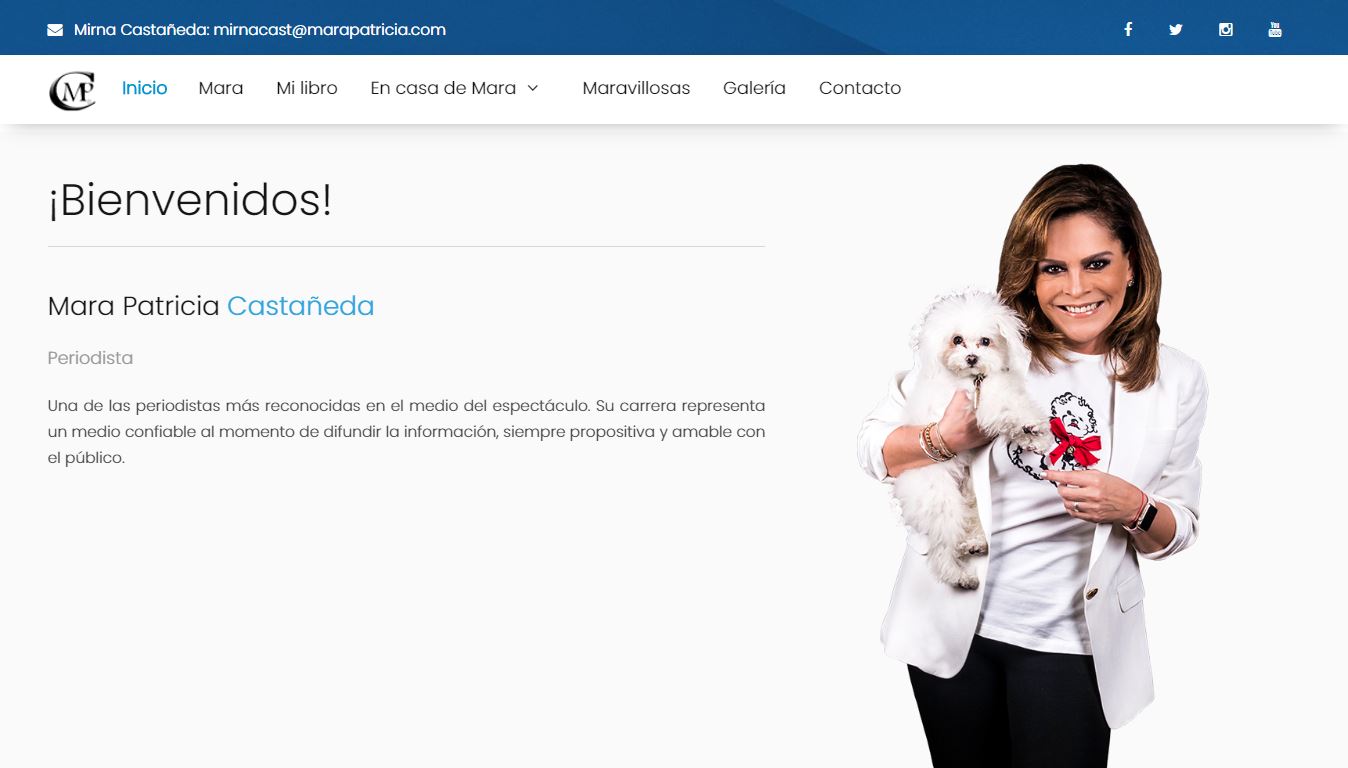 Mirna Castañeda: mirnacast@marapatricia.com
CMP Inicio Mara Mi libro En casa de Mara Maravillosas Galería Contacto
¡Bienvenidos!
Mara Patricia Castañeda
Periodista
Una de las periodistas más reconocidas en el medio del espectáculo. Su carrera representa
un medio confiable al momento de difundir la información, siempre propositiva y amable con
el público.